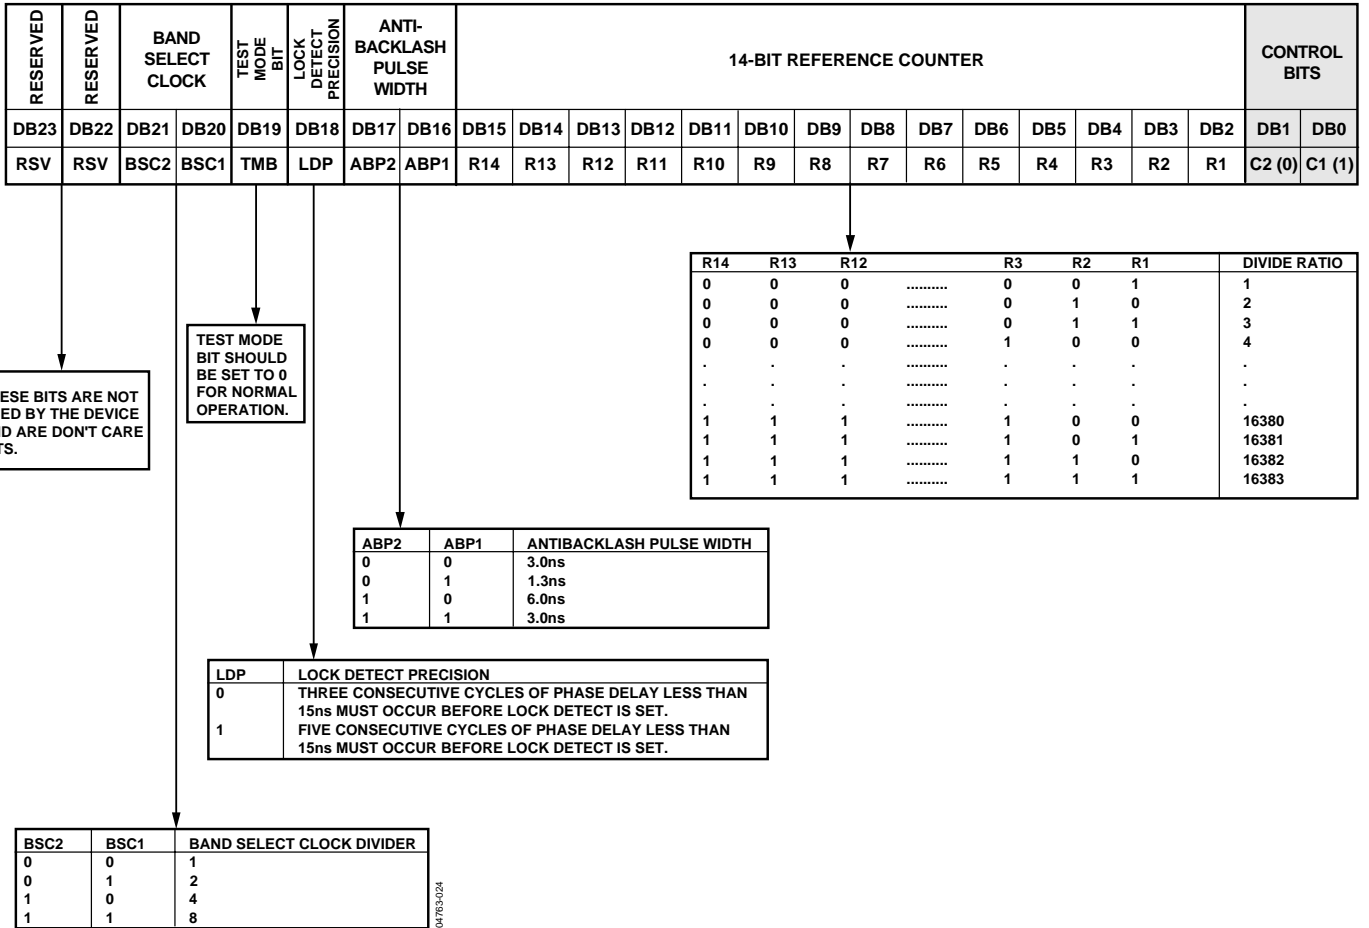 RESERVED
RESERVED
BAND
SELECT
CLOCK
TEST
MODE
BIT
LOCK
DETECT
PRECISION
ANTI-
BACKLASH
PULSE
WIDTH
14-BIT REFERENCE COUNTER
CONTROL
BITS
DB23 DB22 DB21 DB20 DB19 DB18 DB17 DB16 DB15 DB14 DB13 DB12 DB11 DB10 DB9 DB8 DB7 DB6 DB5 DB4 DB3 DB2 DB1 DB0
RSV RSV BSC2 BSC1 TMB LDP ABP2 ABP1 R14 R13 R12 R11 R10 R9 R8 R7 R6 R5 R4 R3 R2 R1 C2 (0) C1 (1)
R14 R13 R12 R3 R2 R1 DIVIDE RATIO
0 0 0 .......... 0 0 1 1
0 0 0 .......... 0 1 0 2
0 0 0 .......... 0 1 1 3
0 0 0 .......... 1 0 0 4
. . . .......... . . . .
. . . .......... . . . .
. . . .......... . . . .
1 1 1 .......... 1 0 0 16380
1 1 1 .......... 1 0 1 16381
1 1 1 .......... 1 1 0 16382
1 1 1 .......... 1 1 1 16383
TEST MODE
BIT SHOULD
BE SET TO 0
FOR NORMAL
OPERATION.
BITS ARE NOT
BY THE DEVICE
ARE DON'T CARE
ABP2 ABP1 ANTIBACKLASH PULSE WIDTH
0 0 3.0ns
0 1 1.3ns
1 0 6.0ns
1 1 3.0ns
LDP LOCK DETECT PRECISION
0 THREE CONSECUTIVE CYCLES OF PHASE DELAY LESS THAN
15ns MUST OCCUR BEFORE LOCK DETECT IS SET.
1 FIVE CONSECUTIVE CYCLES OF PHASE DELAY LESS THAN
15ns MUST OCCUR BEFORE LOCK DETECT IS SET.
BSC2 BSC1 BAND SELECT CLOCK DIVIDER
0 0 1
0 1 2
1 0 4
1 1 8
04763-024